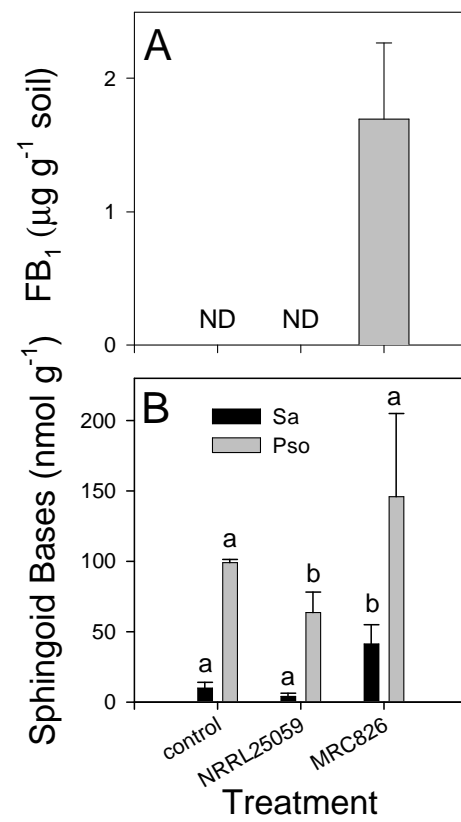 A
FB₁ (µg g⁻¹ soil)
2
1
0
ND ND
B
Sphingoid Bases (nmol g⁻¹)
Sa
Pso
200
150
100
50
0
a a
a b
b a
control
NRRL25059
MRC826
Treatment